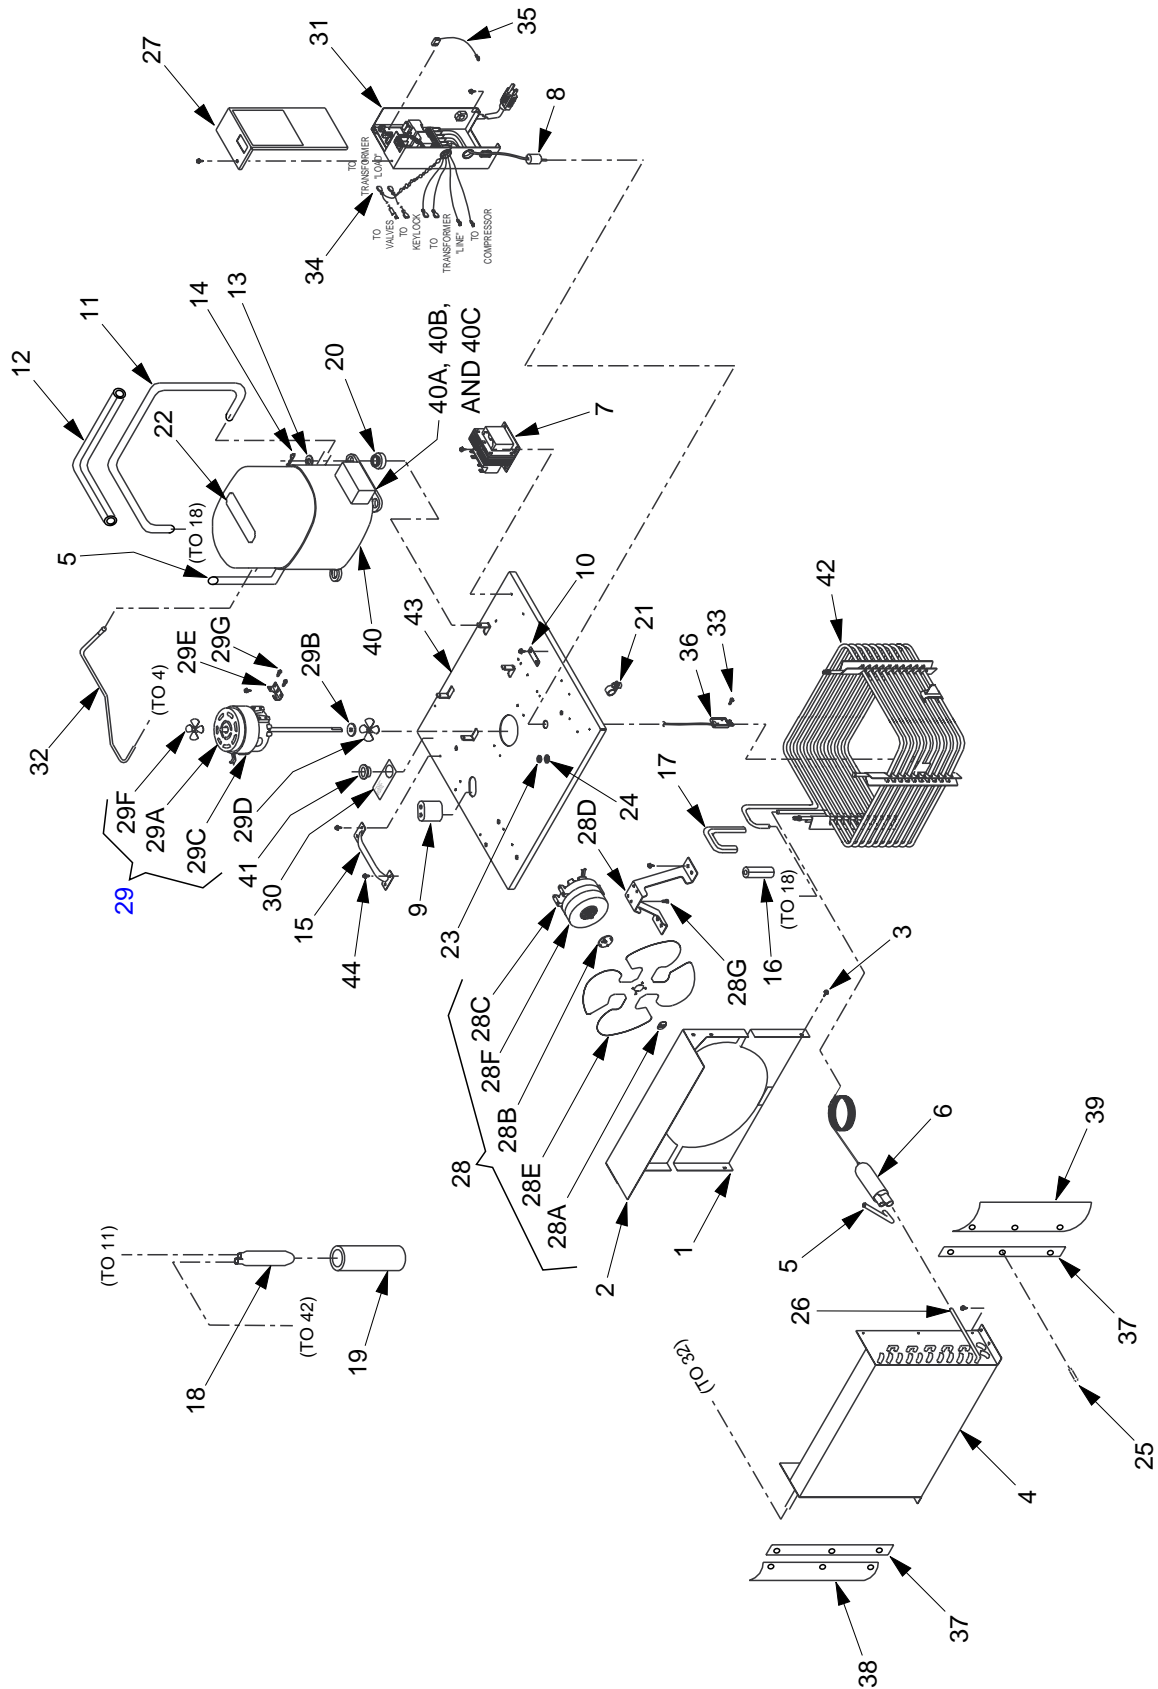 38
37
4
25
(TO 32)
26
37
5
39
6
18
19
(TO 11)
(TO 42)
2
1
28
28A
28E
28B
28F
28C
3
16
(TO 18)
28G
17
28D
24
23
44
15
9
30
41
29
29D
29C
29A
29F
32
(TO 4)
29B
29E
29G
42
33
36
21
10
43
40
5
(TO 18)
22
12
11
7
40A, 40B,
AND 40C
20
13
14
8
34
TO
VALVES
TO
KEYLOCK
TO
TRANSFORMER
"LINE"
TO
COMPRESSOR
TO
TRANSFORMER
"LOAD"
27
31
35